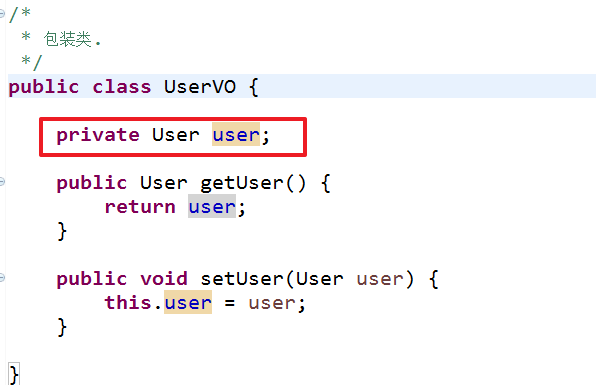 /*
 * 包装类.
 */
public class UserVO {
    private User user;
    public User getUser() {
        return user;
    }
    public void setUser(User user) {
        this.user = user;
    }
}